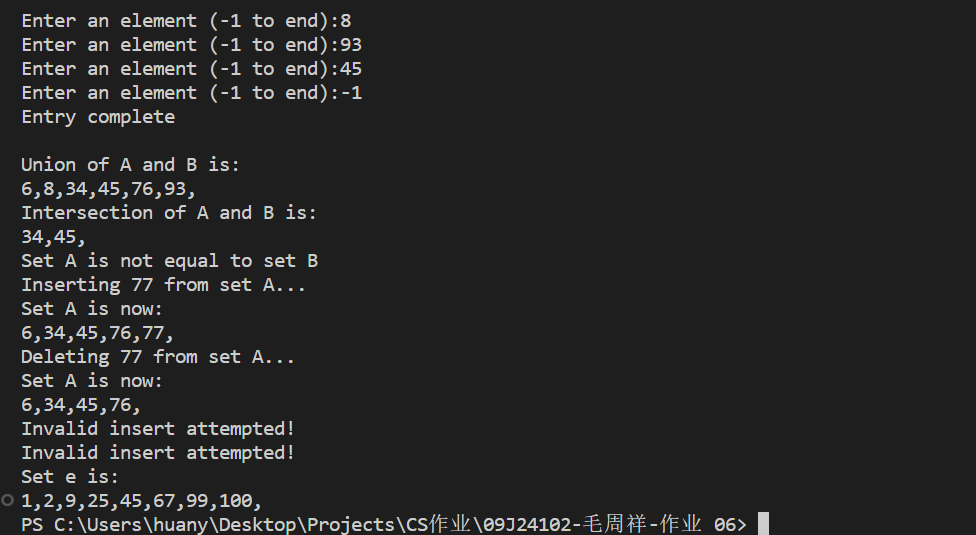 Enter an element (-1 to end):8
Enter an element (-1 to end):93
Enter an element (-1 to end):45
Enter an element (-1 to end):-1
Entry complete
Union of A and B is:
6,8,34,45,76,93,
Intersection of A and B is:
34,45,
Set A is not equal to set B
Inserting 77 from set A...
Set A is now:
6,34,45,76,77,
Deleting 77 from set A...
Set A is now:
6,34,45,76,
Invalid insert attempted!
Invalid insert attempted!
Set e is:
1,2,9,25,45,67,99,100,
PS C:\Users\huany\Desktop\Projects\CS作业\09J24102-毛周祥-作业 06>